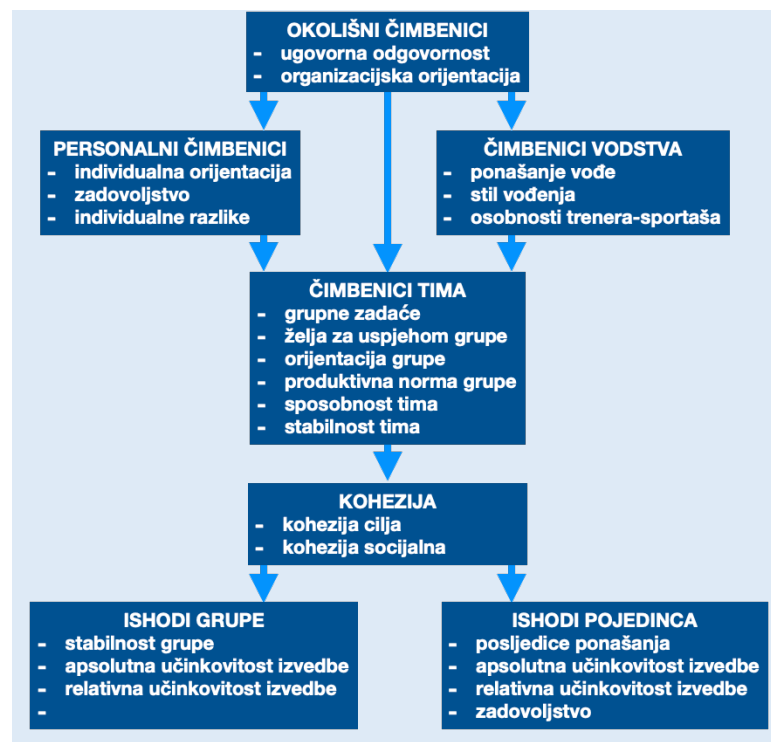 OKOLIŠNI ČIMBENICI
- ugovorna odgovornost
- organizacijska orijentacija
PERSONALNI ČIMBENICI
- individualna orijentacija
- zadovoljstvo
- individualne razlike
ČIMBENICI VODSTVA
- ponašanje vođe
- stil vođenja
- osobnosti trenera-sportaša
ČIMBENICI TIMA
- grupne zadaće
- želja za uspjehom grupe
- orijentacija grupe
- produktivna norma grupe
- sposobnost tima
- stabilnost tima
KOHEZIJA
- kohezija cilja
- kohezija socijalna
ISHODI GRUPE
- stabilnost grupe
- apsolutna učinkovitost izvedbe
- relativna učinkovitost izvedbe
-
ISHODI POJEDINCA
- posljedice ponašanja
- apsolutna učinkovitost izvedbe
- relativna učinkovitost izvedbe
- zadovoljstvo